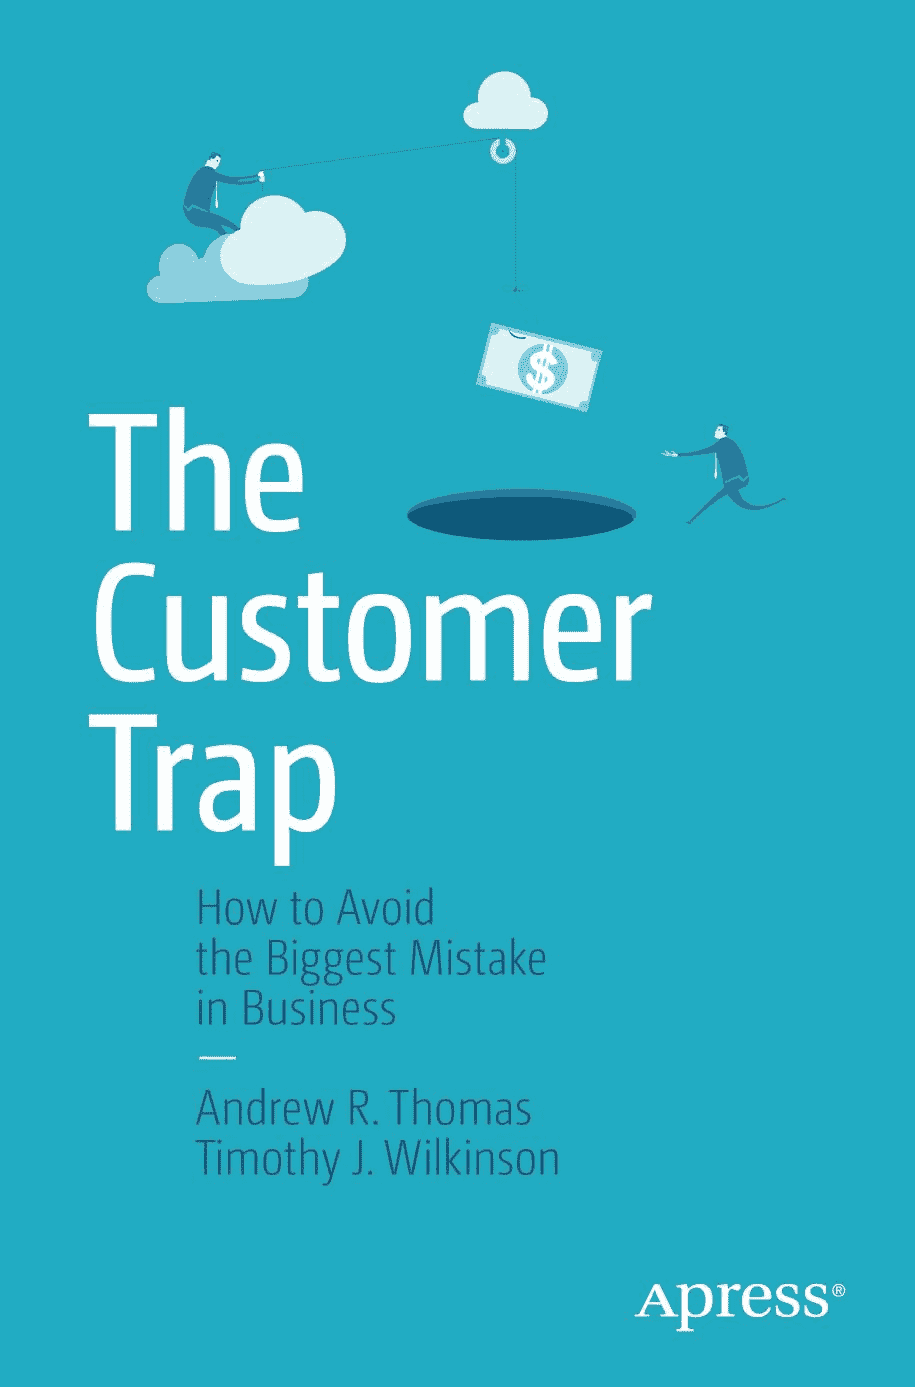 $
The
Customer
Trap
How to Avoid
the Biggest Mistake
in Business
Andrew R. Thomas
Timothy J. Wilkinson
Apress®